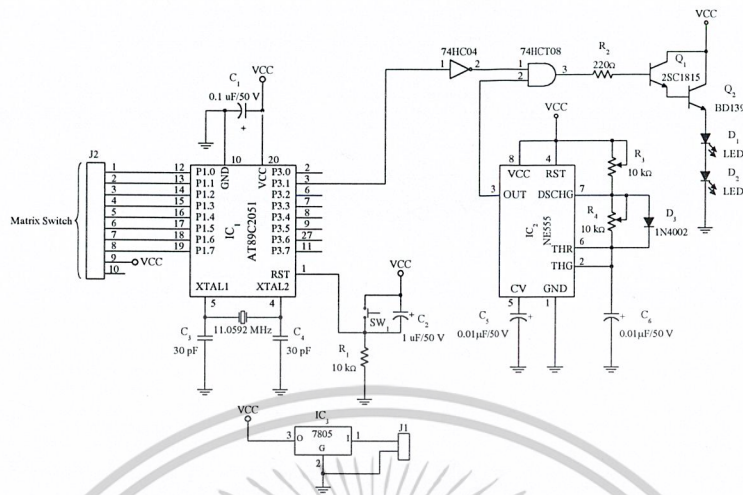 VCC
74HC04
74HCT08
R2
220Ω
Q1
2SC1815
Q2
BD139
D1
LED
D2
LED
1
2
1
2
3
C1
0.1 uF/50 V
+
VCC
J2
Matrix Switch
1
2
3
4
5
6
7
8
9
10
VCC
12
13
14
15
16
17
18
19
P1.0
P1.1
P1.2
P1.3
P1.4
P1.5
P1.6
P1.7
10
GND
20
VCC
IC1
AT89C2051
P3.0
P3.1
P3.2
P3.3
P3.4
P3.5
P3.6
P3.7
RST
2
3
6
7
8
9
27
11
1
XTAL1
XTAL2
5
4
11.0592 MHz
C3
30 pF
C4
30 pF
VCC
SW1
+
C2
1 uF/50 V
R1
10 kΩ
VCC
8
VCC
4
RST
3
OUT
DSCHG
7
IC2
NE555
THR
6
THG
2
CV
5
GND
1
R3
10 kΩ
R4
10 kΩ
D3
1N4002
C5
+
0.01µF/50 V
C6
+
0.01µF/50 V
VCC
IC3
7805
3
O
I
1
G
2
J1